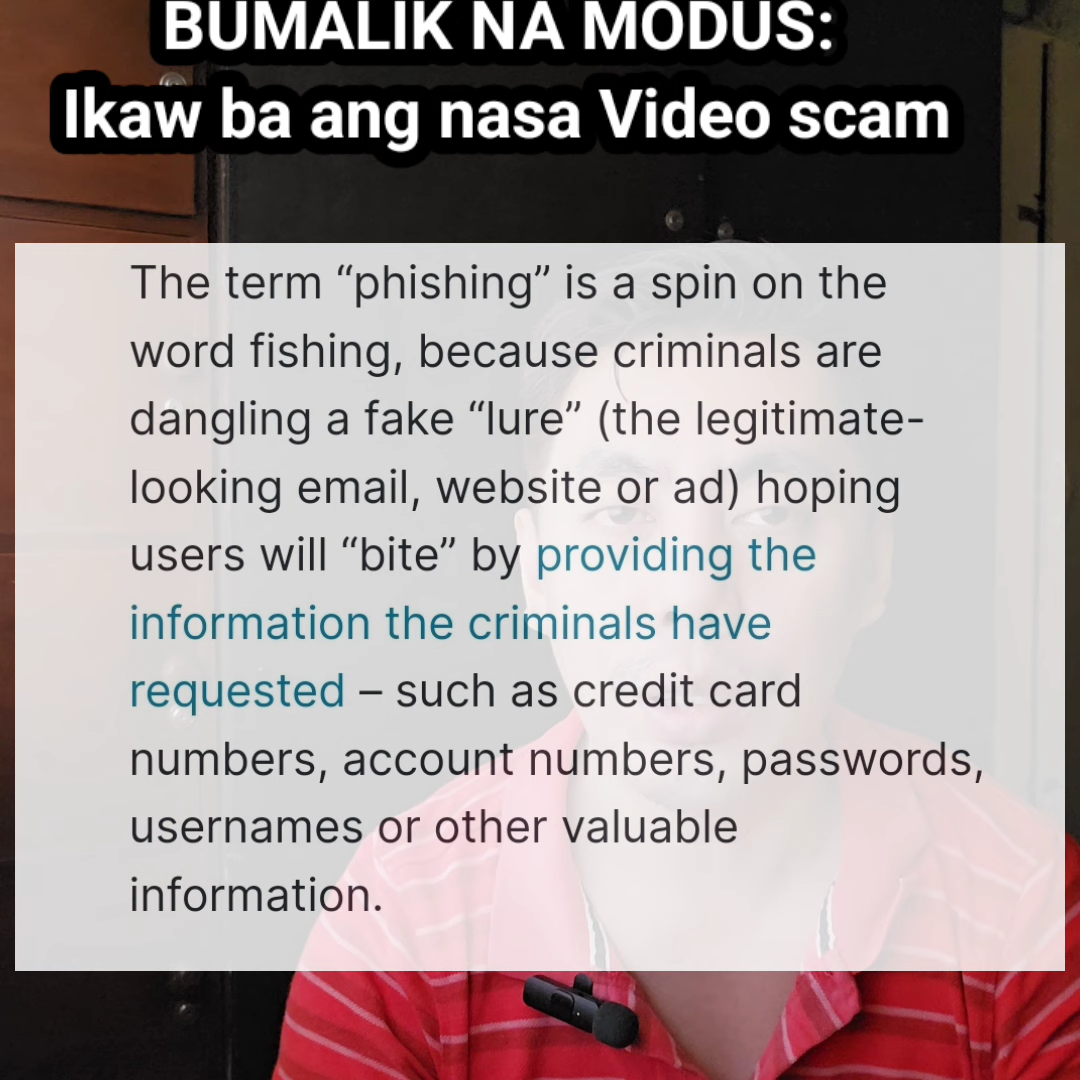 BUMALIK NA MODUS:
Ikaw ba ang nasa Video scam
The term “phishing” is a spin on the
word fishing, because criminals are
dangling a fake “lure” (the legitimate-
looking email, website or ad) hoping
users will “bite” by providing the
information the criminals have
requested – such as credit card
numbers, account numbers, passwords,
usernames or other valuable
information.